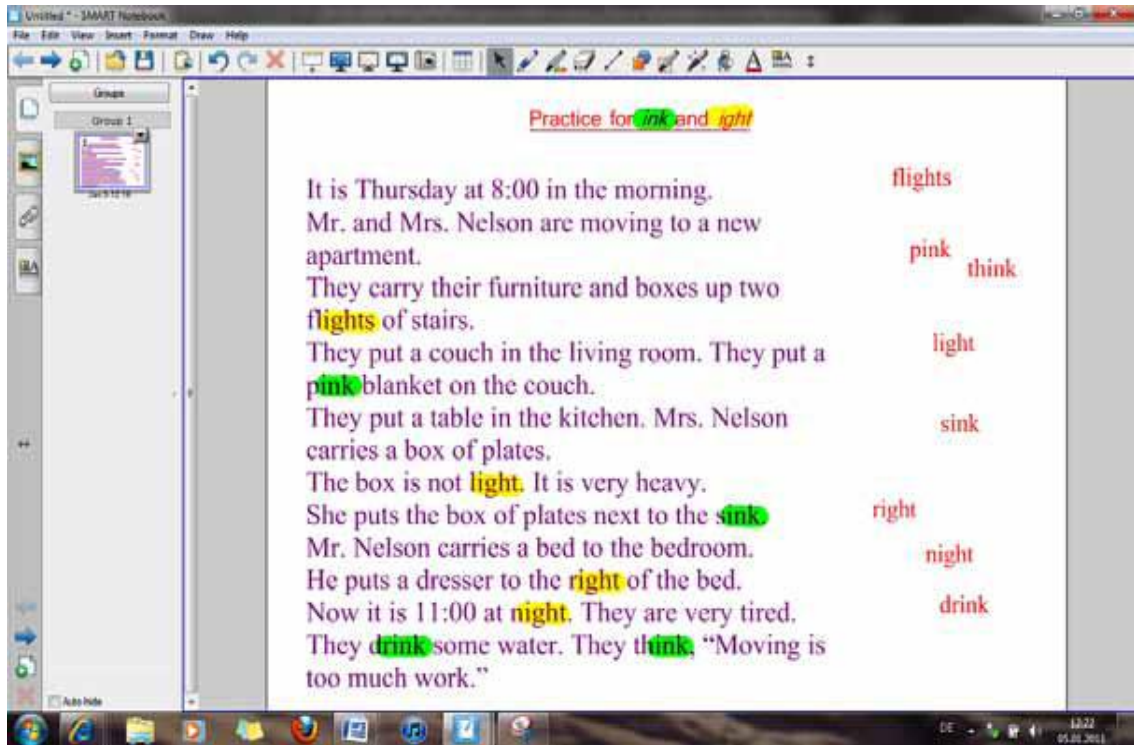 Untitled * - SMART Notebook
File Edit View Insert Format Draw Help
Groups
Group 1
1
Auto hide
Practice for ink and ight
It is Thursday at 8:00 in the morning.
Mr. and Mrs. Nelson are moving to a new
apartment.
They carry their furniture and boxes up two
flights of stairs.
They put a couch in the living room. They put a
pink blanket on the couch.
They put a table in the kitchen. Mrs. Nelson
carries a box of plates.
The box is not light. It is very heavy.
She puts the box of plates next to the sink.
Mr. Nelson carries a bed to the bedroom.
He puts a dresser to the right of the bed.
Now it is 11:00 at night. They are very tired.
They drink some water. They think, “Moving is
too much work.”
flights
pink
think
light
sink
right
night
drink
DE
12:22
05.01.2011